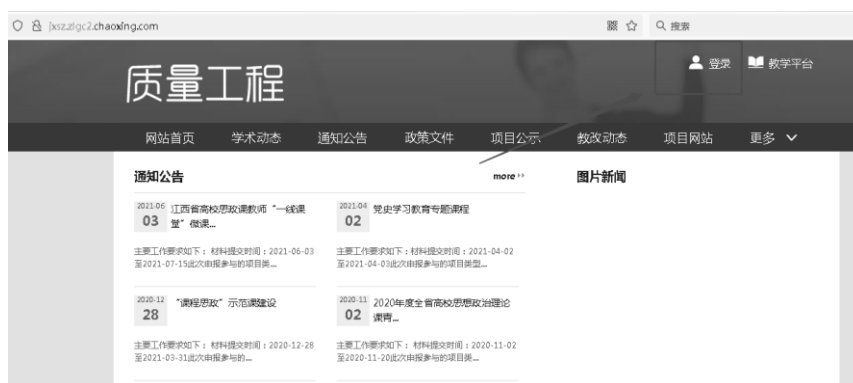 jxsz.zlgc2.chaoxing.com
搜索
质量工程
登录 教学平台
网站首页 学术动态 通知公告 政策文件 项目公示 教改动态 项目网站 更多
通知公告 more
图片新闻
2021-06
03
江西省高校思政课教师“一线课
堂”微课...
主要工作要求如下：材料提交时间：2021-06-03
至2021-07-15此次申报参与的项目类...
2021-04
02
党史学习教育专题课程
主要工作要求如下：材料提交时间：2021-04-02
至2021-04-03此次申报参与的项目类型...
2020-12
28
“课程思政”示范课建设
主要工作要求如下：材料提交时间：2020-12-28
至2021-03-31此次申报参与的...
2020-11
02
2020年度全省高校思想政治理论
课青...
主要工作要求如下：材料提交时间：2020-11-02
至2020-11-20此次申报参与的项目类...